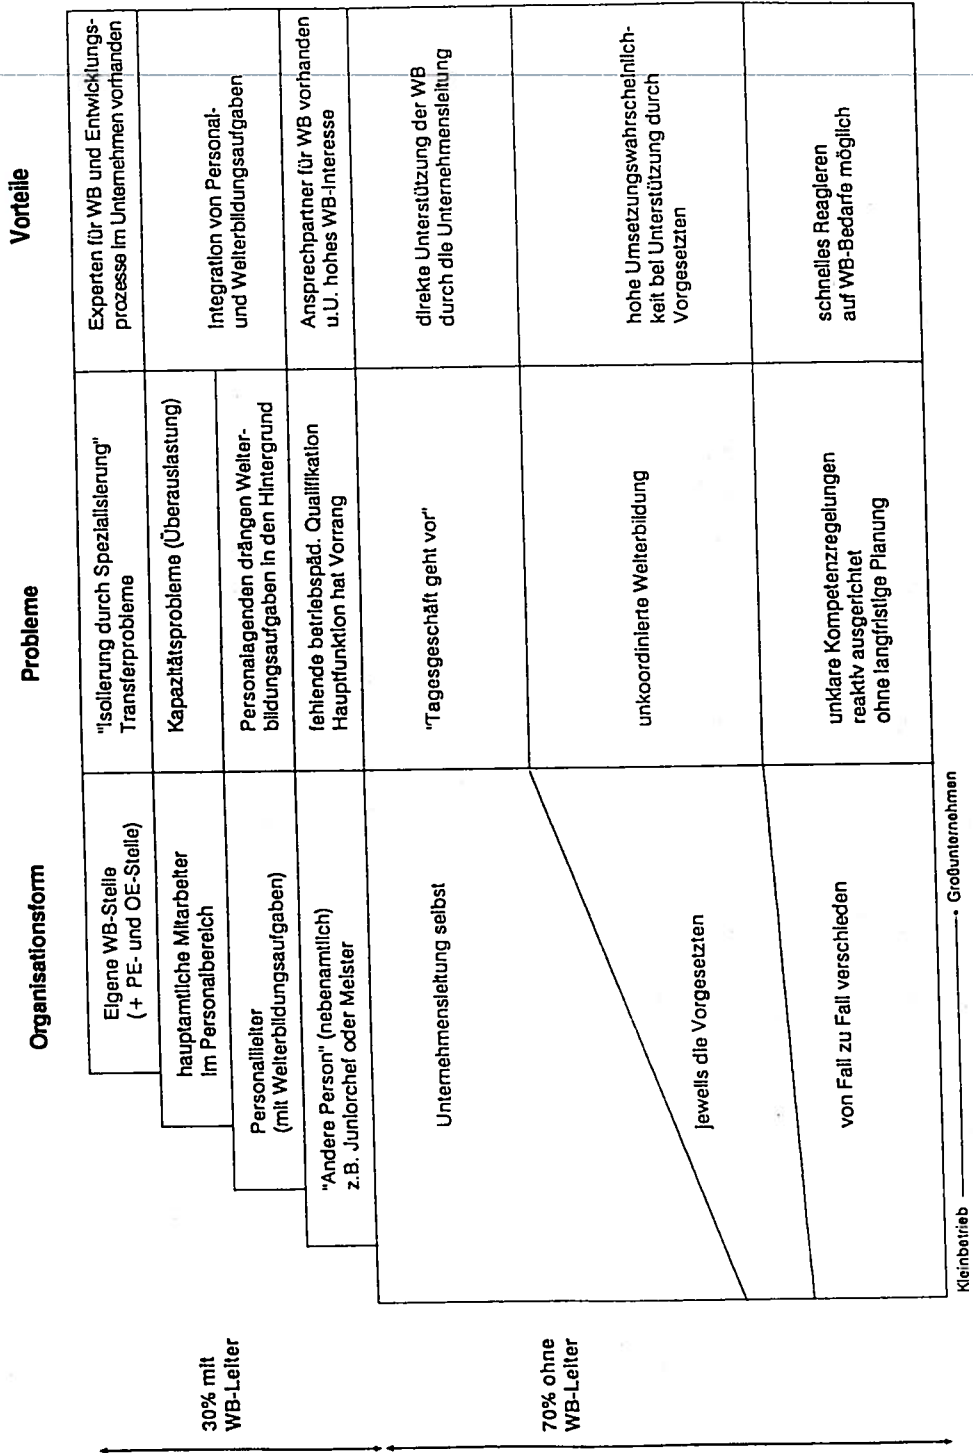 Organisationsform
Probleme
Vorteile
30% mit
WB-Leiter
Eigene WB-Stelle
(+ PE- und OE-Stelle)
"Isolierung durch Spezialisierung"
Transferprobleme
Experten für WB und Entwicklungs-
prozesse im Unternehmen vorhanden
hauptamtliche Mitarbeiter
im Personalbereich
Kapazitätsprobleme (Überauslastung)
Integration von Personal-
und Weiterbildungsaufgaben
Personalleiter
(mit Weiterbildungsaufgaben)
Personalagenden drängen Weiter-
bildungsaufgaben in den Hintergrund
"Andere Person" (nebenamtlich)
z.B. Juniorchef oder Meister
fehlende betriebspäd. Qualifikation
Hauptfunktion hat Vorrang
Ansprechpartner für WB vorhanden
u.U. hohes WB-Interesse
70% ohne
WB-Leiter
Unternehmensleitung selbst
"Tagesgeschäft geht vor"
direkte Unterstützung der WB
durch die Unternehmensleitung
jeweils die Vorgesetzten
unkoordinierte Weiterbildung
hohe Umsetzungswahrscheinlich-
keit bei Unterstützung durch
Vorgesetzten
von Fall zu Fall verschieden
unklare Kompetenzregelungen
reaktiv ausgerichtet
ohne langfristige Planung
schnelles Reagieren
auf WB-Bedarfe möglich
Kleinbetrieb
Großunternehmen